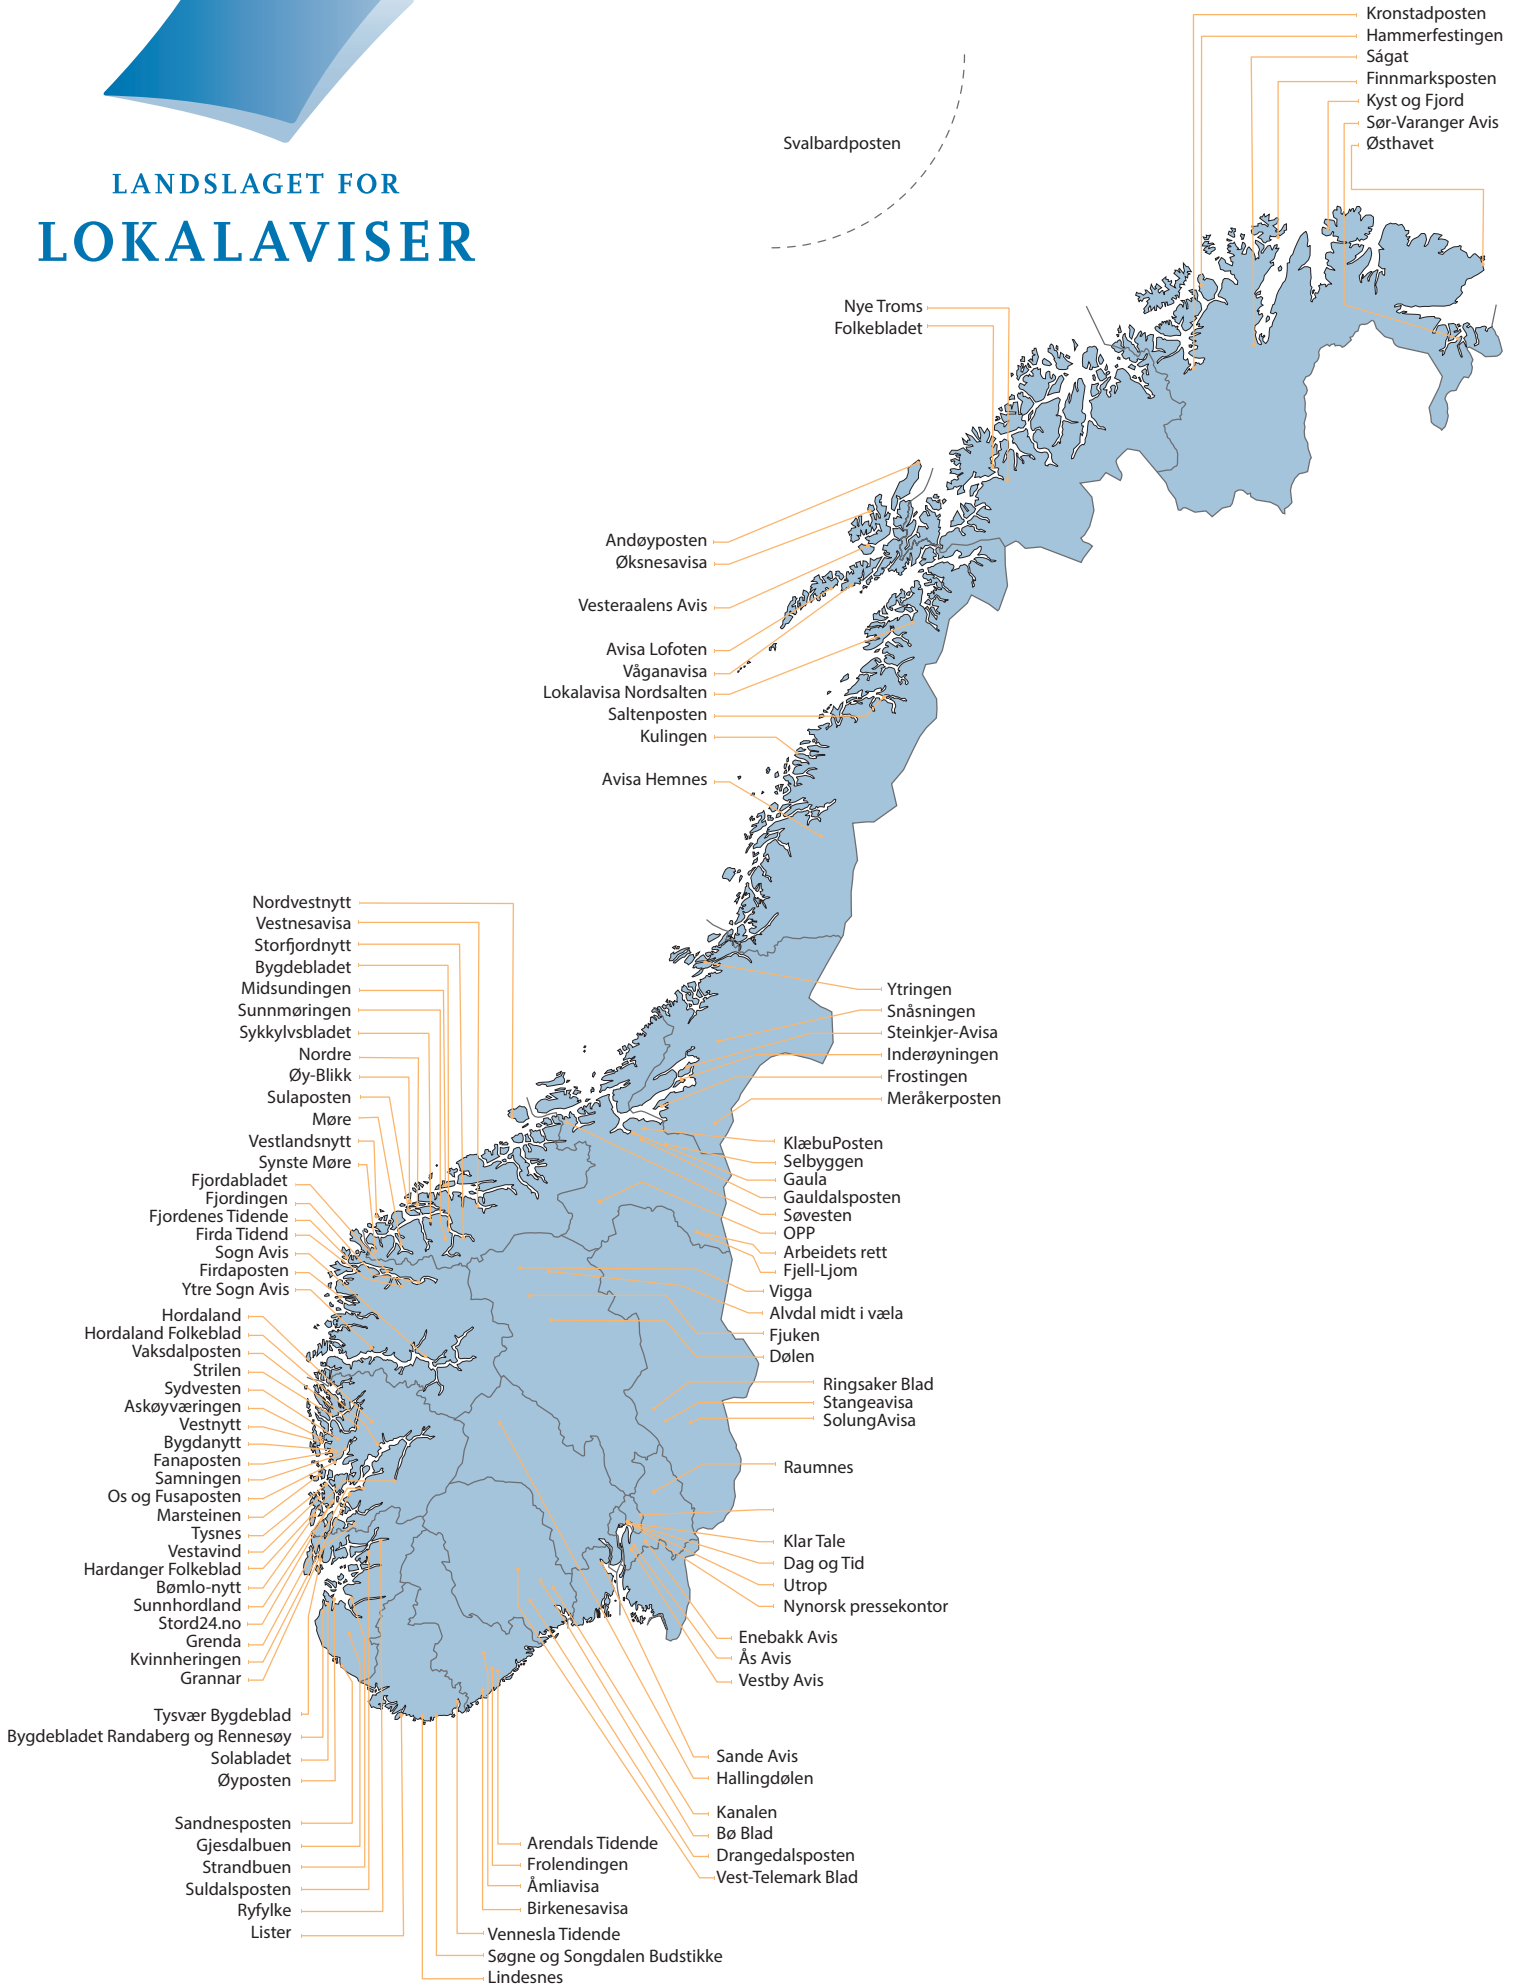 LANDSLAGET FOR
LOKALAVISER
Kronstadposten
Hammerfestingen
Ságat
Finnmarksposten
Kyst og Fjord
Sør-Varanger Avis
Østhavet
Svalbardposten
Nye Troms
Folkebladet
Andøyposten
Øksnesavisa
Vesteraalens Avis
Avisa Lofoten
Våganavisa
Lokalavisa Nordsalten
Saltenposten
Kulingen
Avisa Hemnes
Nordvestnytt
Vestnesavisa
Storfjordnytt
Bygdebladet
Midsundingen
Sunnmøringen
Sykkylvsbladet
Nordre
Øy-Blikk
Sulaposten
Møre
Vestlandsnytt
Synste Møre
Fjordabladet
Fjordingen
Fjordenes Tidende
Firda Tidend
Sogn Avis
Firdaposten
Ytre Sogn Avis
Hordaland
Hordaland Folkeblad
Vaksdalposten
Strilen
Sydvesten
Askøyværingen
Vestnytt
Bygdanytt
Fanaposten
Samningen
Os og Fusaposten
Marsteinen
Tysnes
Vestavind
Hardanger Folkeblad
Bømlo-nytt
Sunnhordland
Stord24.no
Grenda
Kvinnheringen
Grannar
Tysvær Bygdeblad
Bygdebladet Randaberg og Rennesøy
Solabladet
Øyposten
Sandnesposten
Gjesdalbuen
Strandbuen
Suldalsposten
Ryfylke
Lister
Ytringen
Snåsningen
Steinkjer-Avisa
Inderøyningen
Frostingen
Meråkerposten
KlæbuPosten
Selbyggen
Gaula
Gauldalsposten
Søvesten
OPP
Arbeidets rett
Fjell-Ljom
Vigga
Alvdal midt i væla
Fjuken
Dølen
Ringsaker Blad
Stangeavisa
SolungAvisa
Raumnes
Klar Tale
Dag og Tid
Utrop
Nynorsk pressekontor
Enebakk Avis
Ås Avis
Vestby Avis
Sande Avis
Hallingdølen
Kanalen
Bø Blad
Drangedalsposten
Vest-Telemark Blad
Arendals Tidende
Frolendingen
Åmliavisa
Birkenesavisa
Vennesla Tidende
Søgne og Songdalen Budstikke
Lindesnes